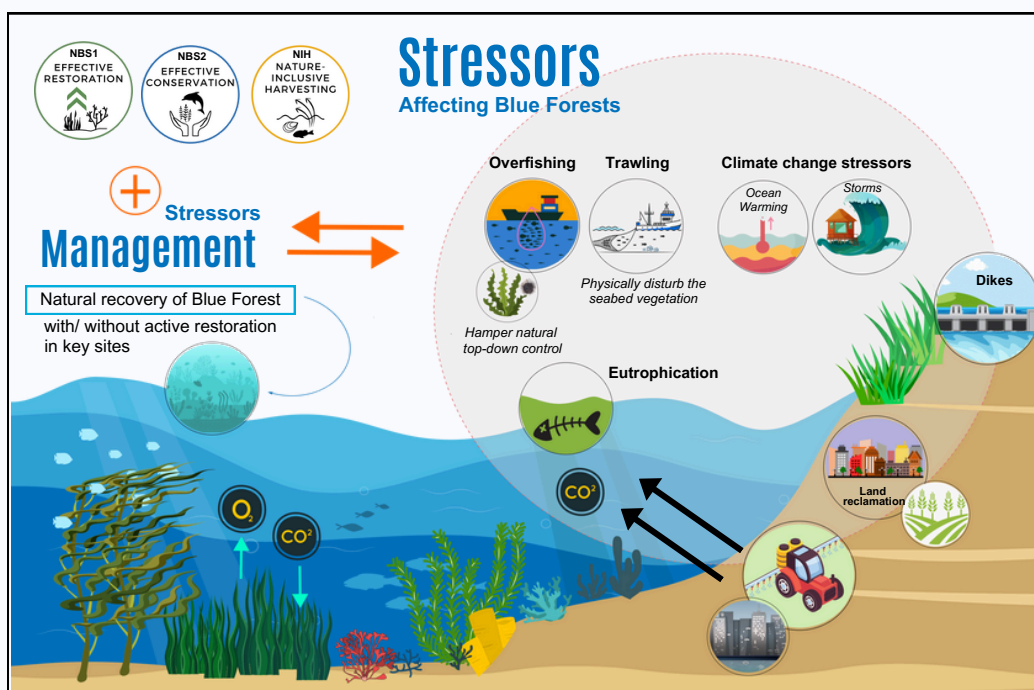 NBS1
EFFECTIVE
RESTORATION
NBS2
EFFECTIVE
CONSERVATION
NIH
NATURE-
INCLUSIVE
HARVESTING
Stressors
Affecting Blue Forests
Overfishing
Trawling
Climate change stressors
Ocean
Warming
Storms
Stressors
Management
Physically disturb the
seabed vegetation
Dikes
Natural recovery of Blue Forest
with/ without active restoration
in key sites
Hamper natural
top-down control
Eutrophication
Land
reclamation
CO²
O₂
CO²